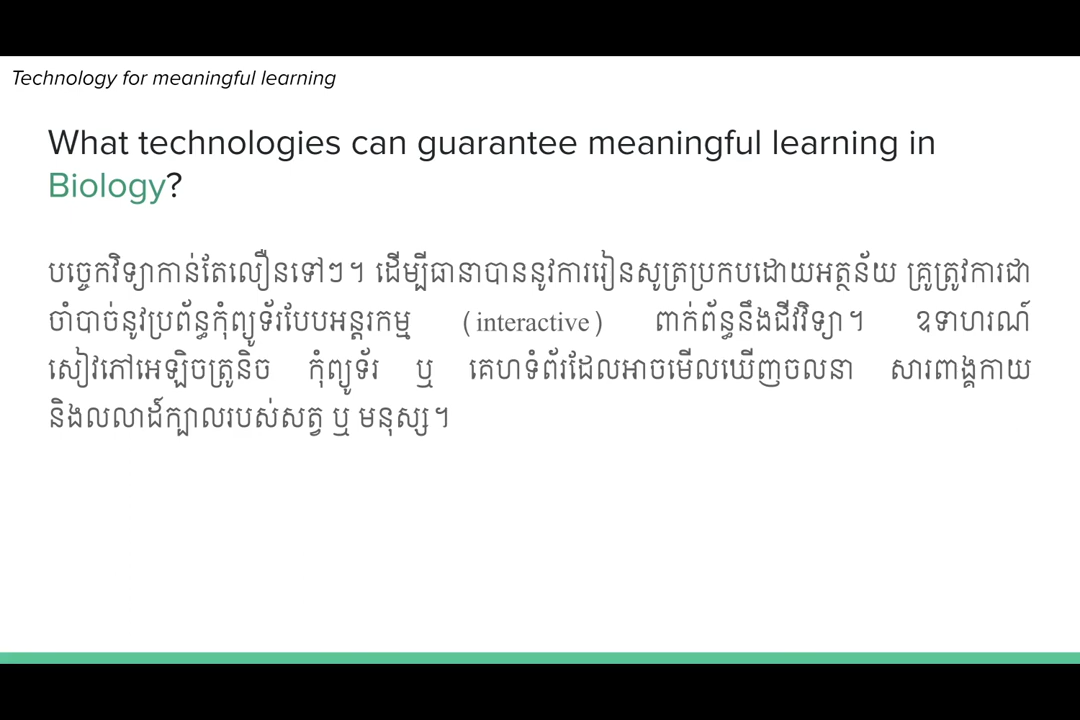 Technology for meaningful learning
What technologies can guarantee meaningful learning in
Biology?
បច្ចេកវិទ្យាកាន់តែលឿនទៅៗ។ ដើម្បីធានាបាននូវការរៀនសូត្រប្រកបដោយអត្ថន័យ គ្រូត្រូវការជា
ចាំបាច់នូវប្រព័ន្ធកុំព្យូទ័របែបអន្តរកម្ម (interactive) ពាក់ព័ន្ធនឹងជីវវិទ្យា។ ឧទាហរណ៍
សៀវភៅអេឡិចត្រូនិច កុំព្យូទ័រ ឬ គេហទំព័រដែលអាចមើលឃើញចលនា សារពាង្គកាយ
និងលលាដ៍ក្បាលរបស់សត្វ ឬ មនុស្ស។